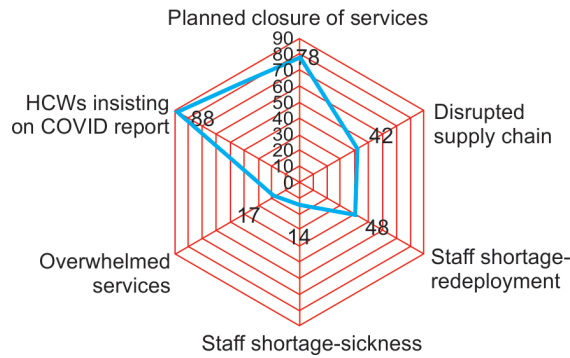 Planned closure of services
90
80
78
70
60
50
40
30
20
10
0
HCWs insisting
on COVID report
88
Disrupted
supply chain
42
17
48
14
Overwhelmed
services
Staff shortage-
redeployment
Staff shortage-sickness